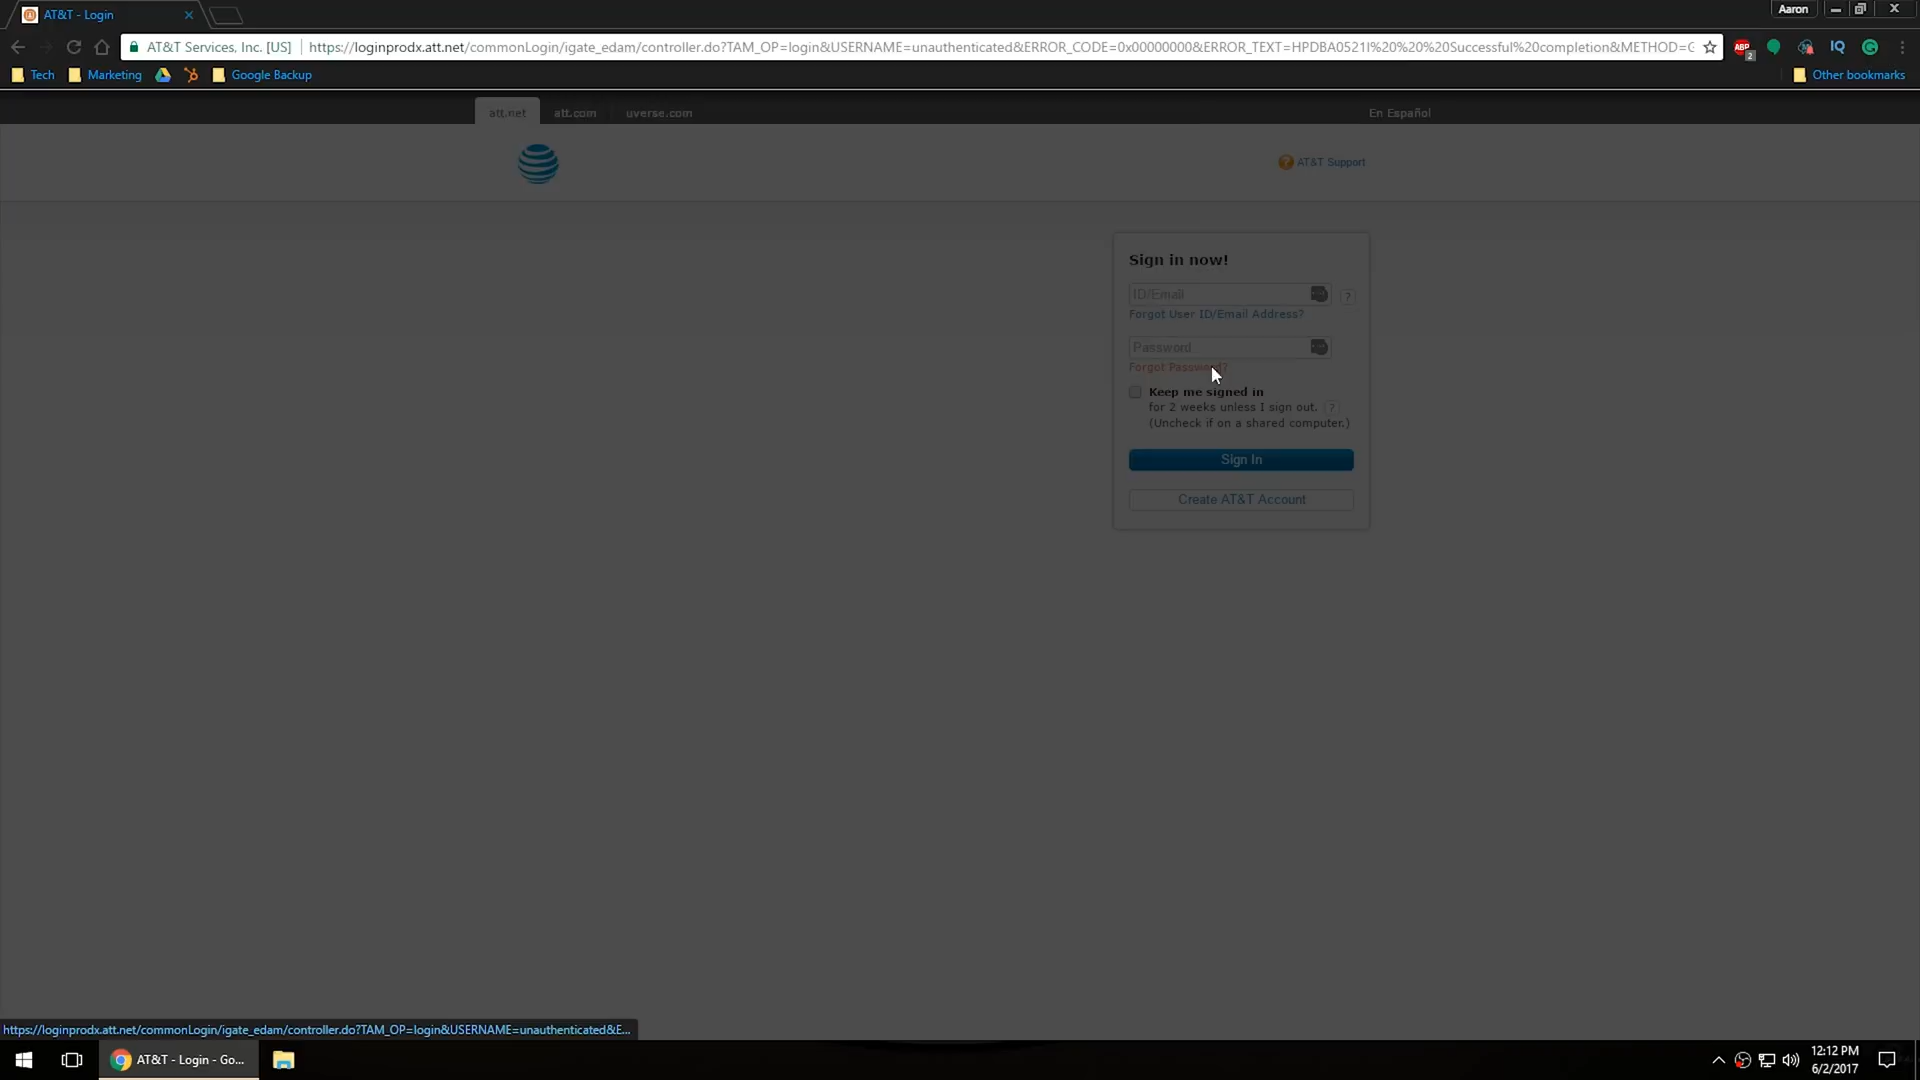 AT&T - Login
Aaron
AT&T Services, Inc. [US]
https://loginprodx.att.net/commonLogin/igate_edam/controller.do?TAM_OP=login&USERNAME=unauthenticated&ERROR_CODE=0x00000000&ERROR_TEXT=HPDBA0521I%20%20%20Successful%20completion&METHOD=G
ABP
2
IQ
Tech
Marketing
Google Backup
Other bookmarks
att.net
att.com
uverse.com
En Español
? AT&T Support
Sign in now!
ID/Email
?
Forgot User ID/Email Address?
Password
Forgot Password?
Keep me signed in
for 2 weeks unless I sign out. ?
(Uncheck if on a shared computer.)
Sign In
Create AT&T Account
https://loginprodx.att.net/commonLogin/igate_edam/controller.do?TAM_OP=login&USERNAME=unauthenticated&E...
AT&T - Login - Go...
12:12 PM
6/2/2017